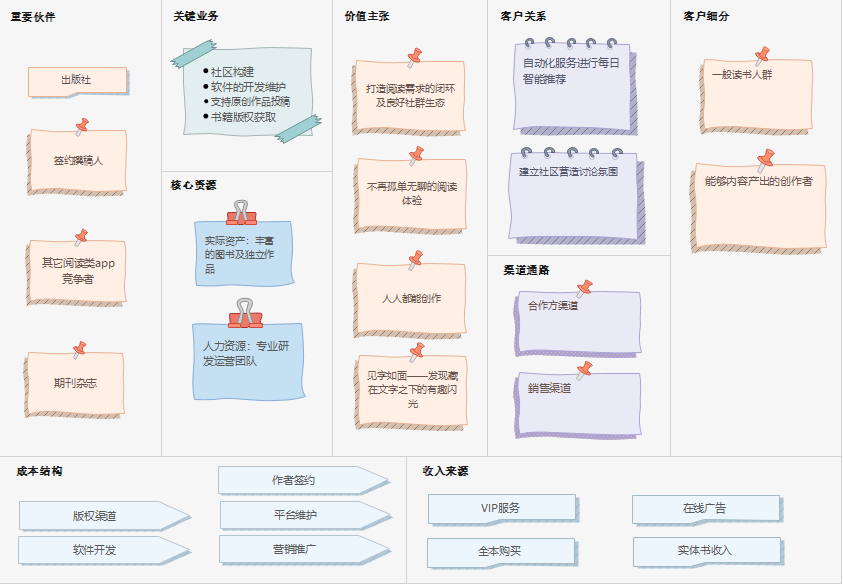 重要伙伴
出版社
签约撰稿人
其它阅读类app
竞争者
期刊杂志
关键业务
●社区构建
●软件的开发维护
●支持原创作品投稿
●书籍版权获取
核心资源
实际资产：丰富
的图书及独立作
品
人力资源：专业研
发运营团队
价值主张
打造阅读需求的闭环
及良好社群生态
不再孤单无聊的阅读
体验
人人都能创作
见字如面——发现藏
在文字之下的有趣闪
光
客户关系
自动化服务进行每日
智能推荐
建立社区营造讨论氛围
渠道通路
合作方渠道
销售渠道
客户细分
一般读书人群
能够内容产出的创作者
成本结构
版权渠道
软件开发
作者签约
平台维护
营销推广
收入来源
VIP服务
在线广告
全本购买
实体书收入